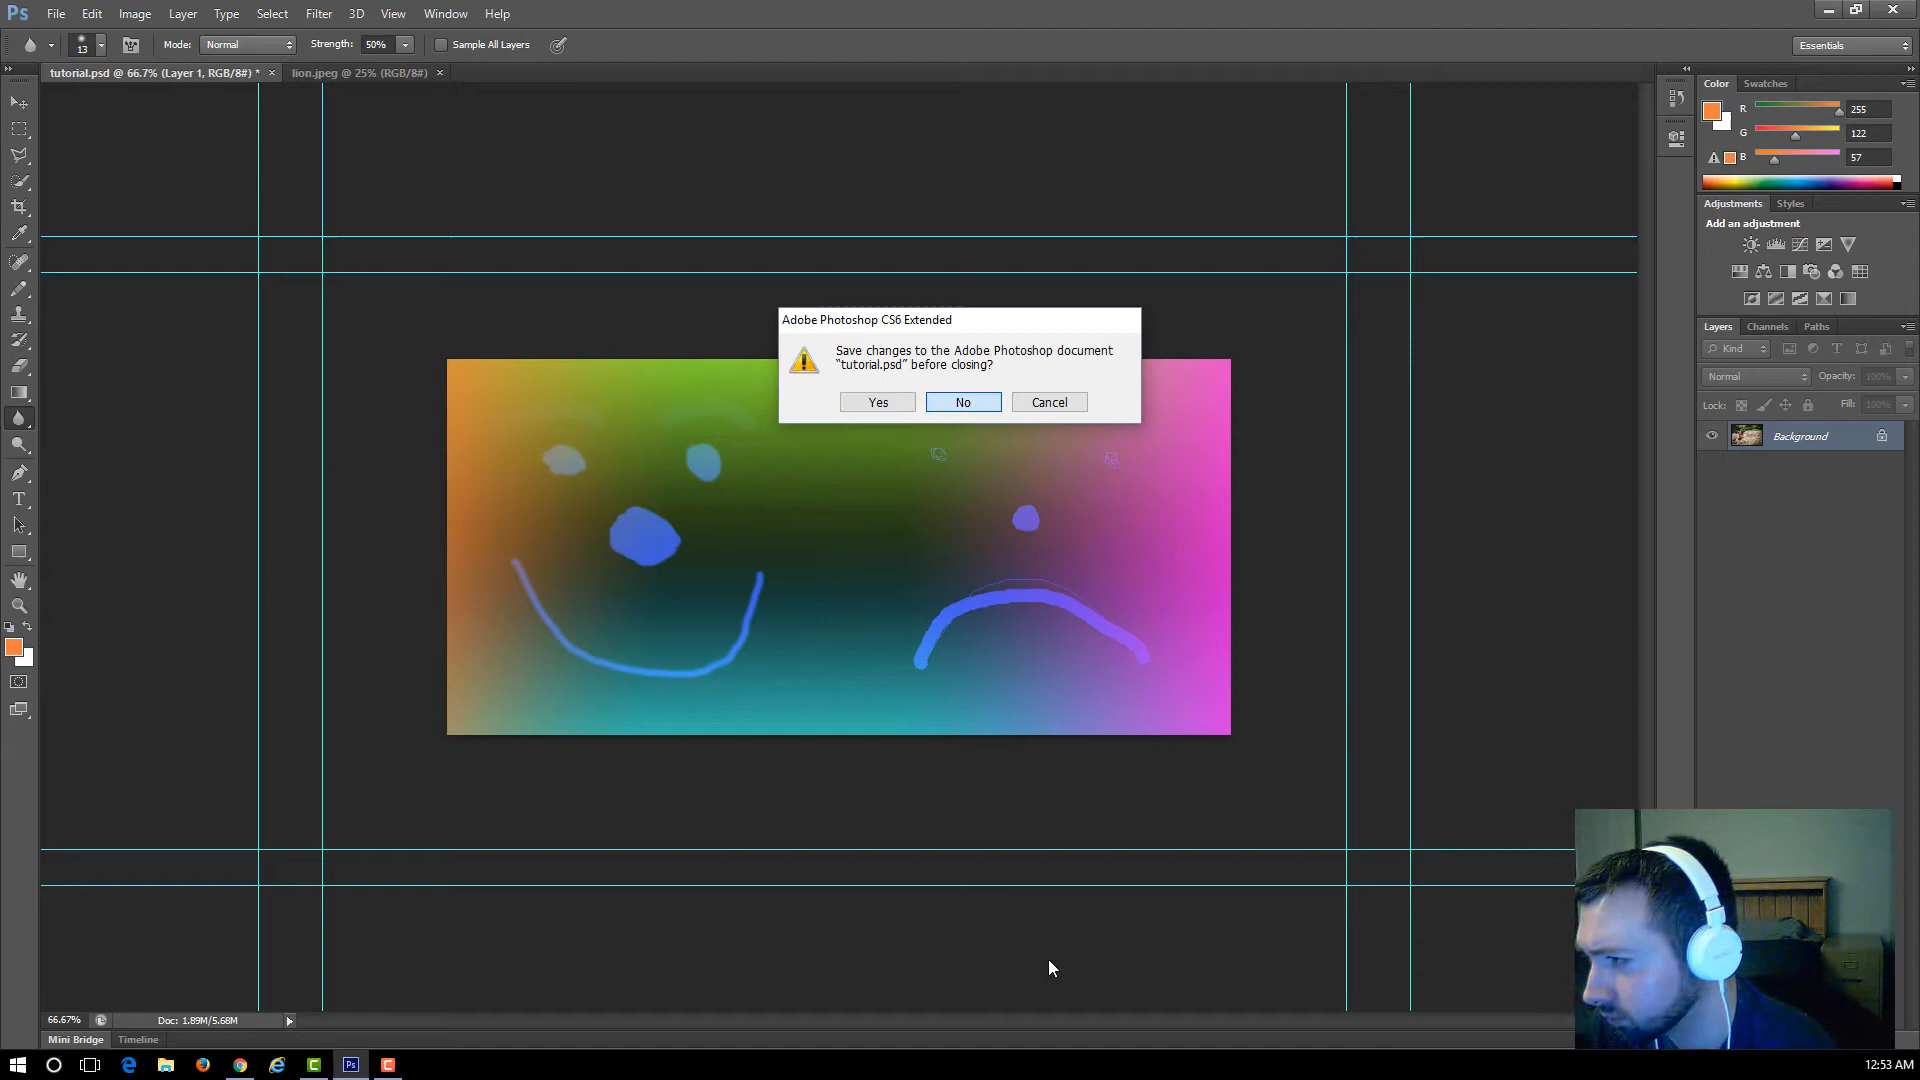 Ps File Edit Image Layer Type Select Filter 3D View Window Help
13 Mode: Normal Strength: 50% Sample All Layers Essentials
tutorial.psd @ 66.7% (Layer 1, RGB/8#) * × lion.jpeg @ 25% (RGB/8#) ×
Color Swatches
R 255
G 122
B 57
Adjustments Styles
Add an adjustment
Layers Channels Paths
Kind
Normal Opacity: 100%
Lock: Fill: 100%
Background
Adobe Photoshop CS6 Extended
Save changes to the Adobe Photoshop document
“tutorial.psd” before closing?
Yes No Cancel
66.67% Doc: 1.89M/5.68M
Mini Bridge Timeline
Ps 12:53 AM